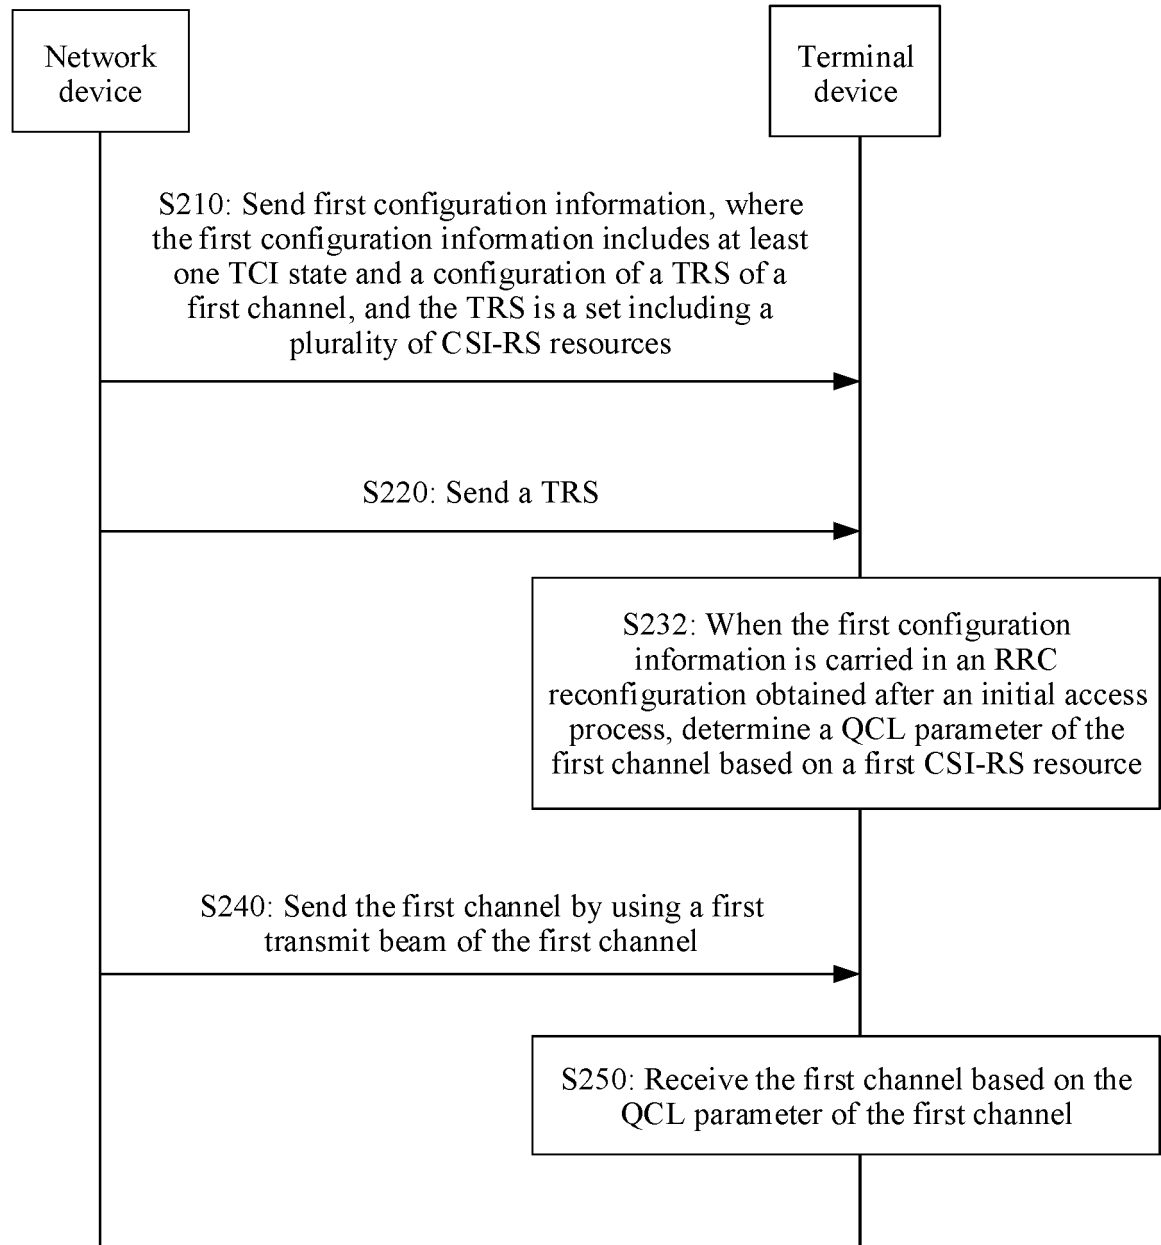 Network
device
Terminal
device
S210: Send first configuration information, where
the first configuration information includes at least
one TCI state and a configuration of a TRS of a
first channel, and the TRS is a set including a
plurality of CSI-RS resources
S220: Send a TRS
S232: When the first configuration
information is carried in an RRC
reconfiguration obtained after an initial access
process, determine a QCL parameter of the
first channel based on a first CSI-RS resource
S240: Send the first channel by using a first
transmit beam of the first channel
S250: Receive the first channel based on the
QCL parameter of the first channel